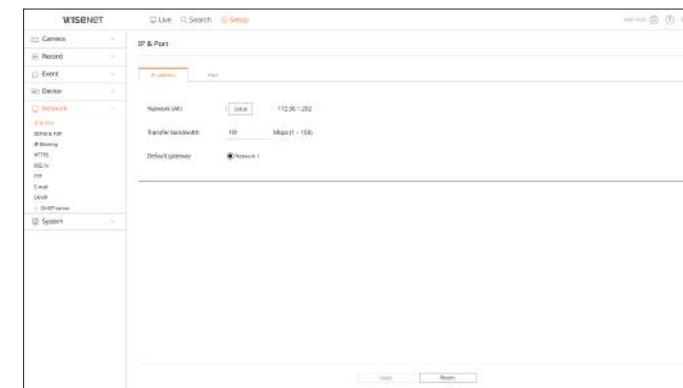 WISENET
Live Search Setup
Camera
Record
Event
Device
Network
IP & Port
DDNS & P2P
IP filtering
HTTPS
802.1x
FTP
E-mail
SNMP
DHCP server
System
IP & Port
IP address Port
Network 1 Setup 172.30.1.202
Transfer bandwidth 100 Mbps(1 ~ 100)
Default gateway Network 1
Apply Revert